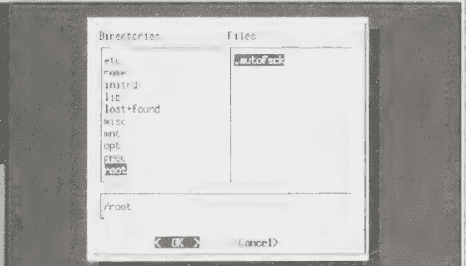 Directories Files
etc .autofsck
home
initrd
lib
lost+found
misc
mnt
opt
proc
root
/root
< OK > <Cancel>